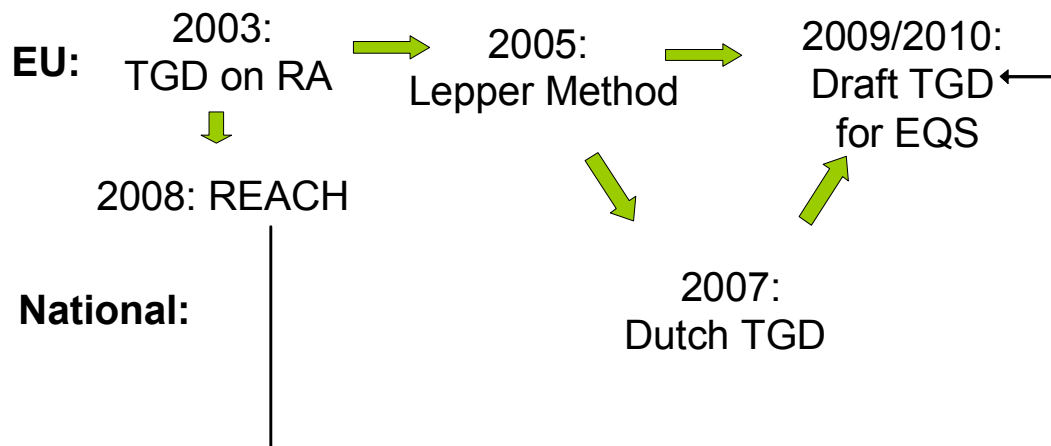 EU:
2003:
TGD on RA
2005:
Lepper Method
2009/2010:
Draft TGD
for EQS
2008: REACH
National:
2007:
Dutch TGD